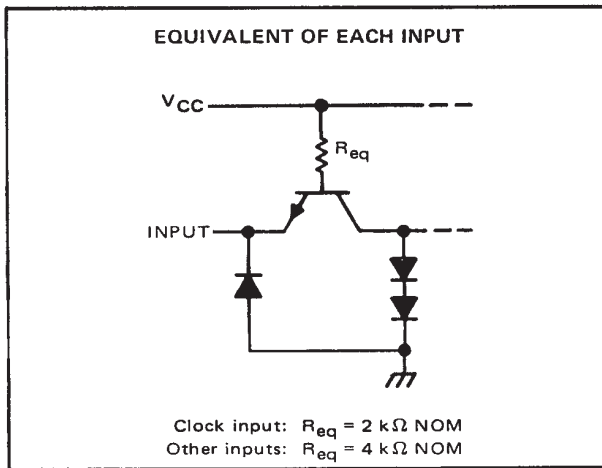 EQUIVALENT OF EACH INPUT
VCC
Req
INPUT
Clock input: Req = 2 kΩ NOM
Other inputs: Req = 4 kΩ NOM